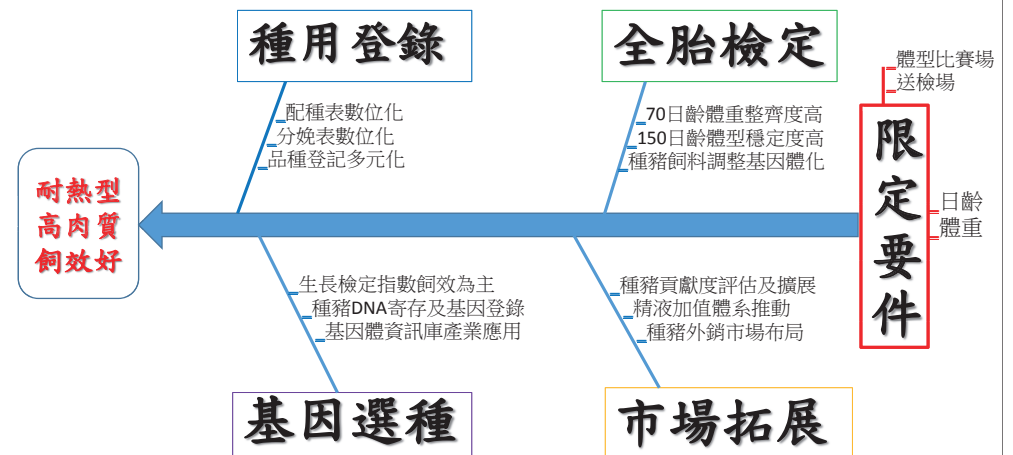 種用登錄
配種表數位化
分娩表數位化
品種登記多元化
全胎檢定
70日齡體重整齊度高
150日齡體型穩定度高
種豬飼料調整基因體化
體型比賽場
送檢場
限定要件
日齡
體重
耐熱型
高肉質
飼效好
生長檢定指數飼效為主
種豬DNA寄存及基因登錄
基因體資訊庫產業應用
基因選種
種豬貢獻度評估及擴展
精液加值體系推動
種豬外銷市場布局
市場拓展